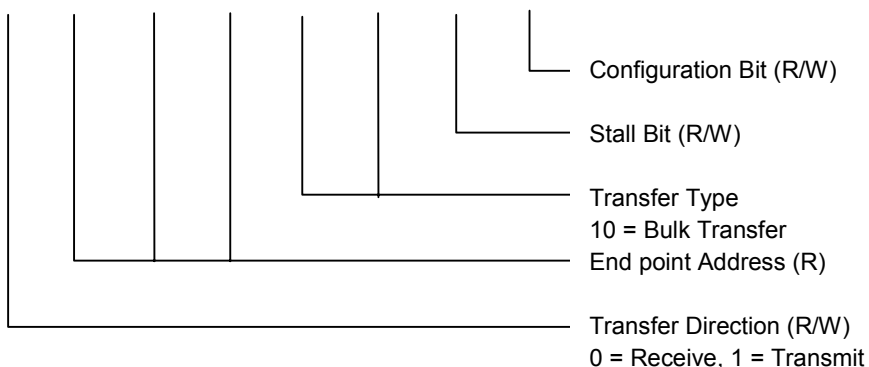 Configuration Bit (R/W)
Stall Bit (R/W)
Transfer Type
10 = Bulk Transfer
End point Address (R)
Transfer Direction (R/W)
0 = Receive, 1 = Transmit